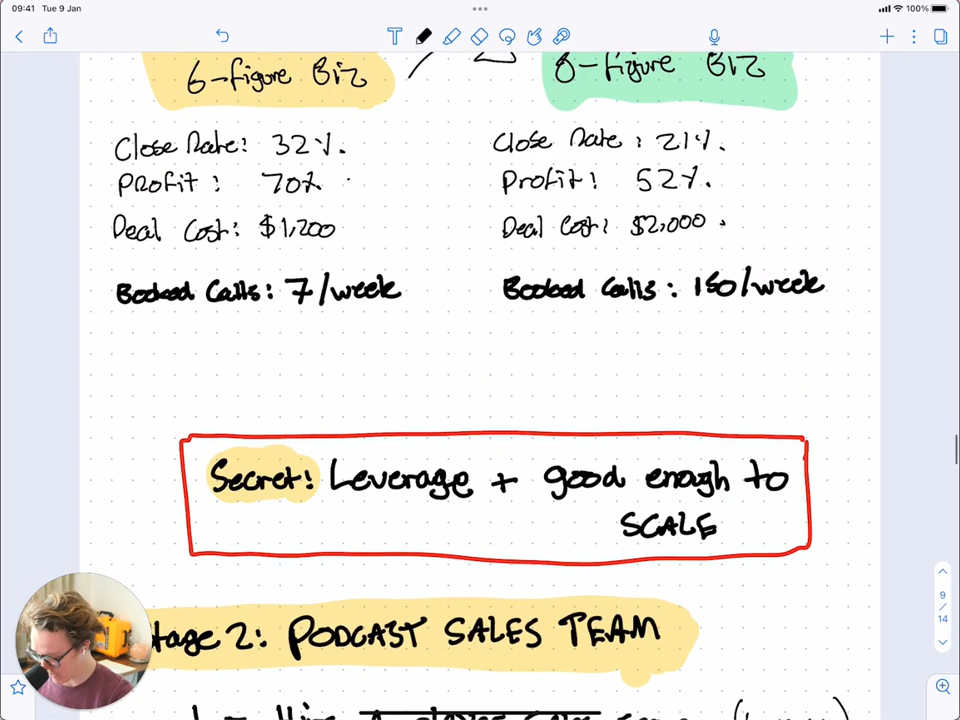 09:41 Tue 9 Jan
100%
6-figure Biz
8-figure Biz
Close Rate: 32%.
Profit: 70%
Deal Cost: $1,200
Booked Calls: 7/week
Close Rate: 21%.
Profit: 52%.
Deal Cost: $2,000
Booked Calls: 150/week
Secret: Leverage + good enough to
SCALE
tage 2: PODCAST SALES TEAM
9
/
14